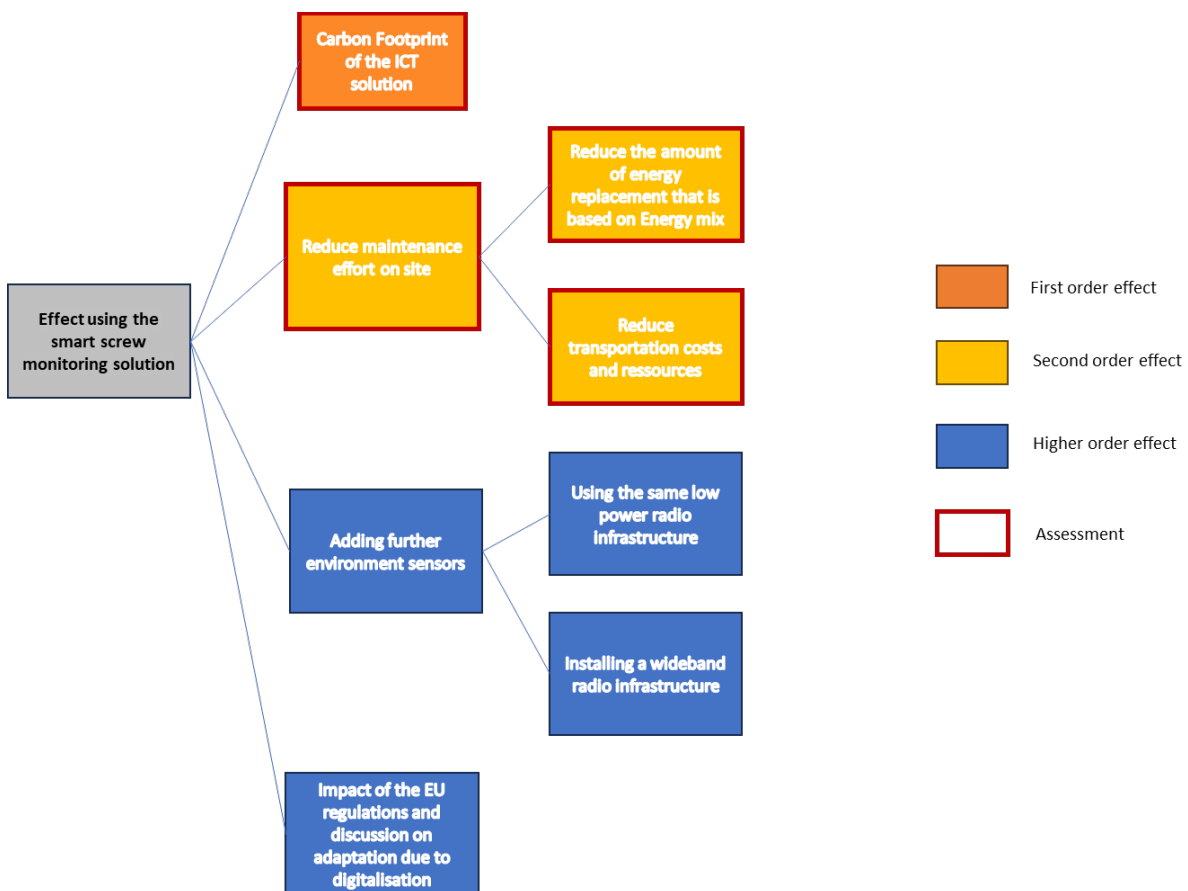 Carbon Footprint
of the ICT
solution
Reduce the amount
of energy
replacement that is
based on Energy mix
Reduce maintenance
effort on site
Effect using the
smart screw
monitoring solution
Reduce
transportation costs
and ressources
Using the same low
power radio
infrastructure
Adding further
environment sensors
Installing a wideband
radio infrastructure
Impact of the EU
regulations and
discussion on
adaptation due to
digitalisation
First order effect
Second order effect
Higher order effect
Assessment